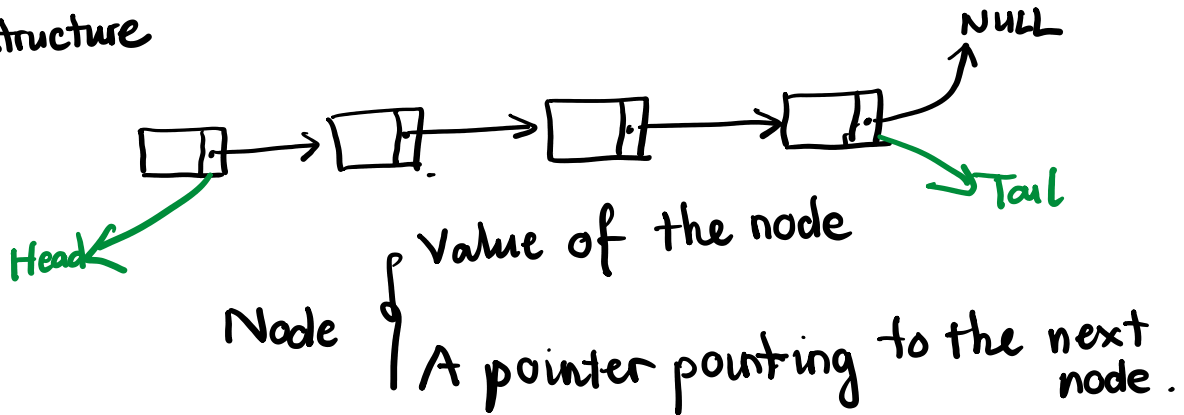 tructure
NULL
Tail
Head
Value of the node
Node
A pointer pointing to the next
node.